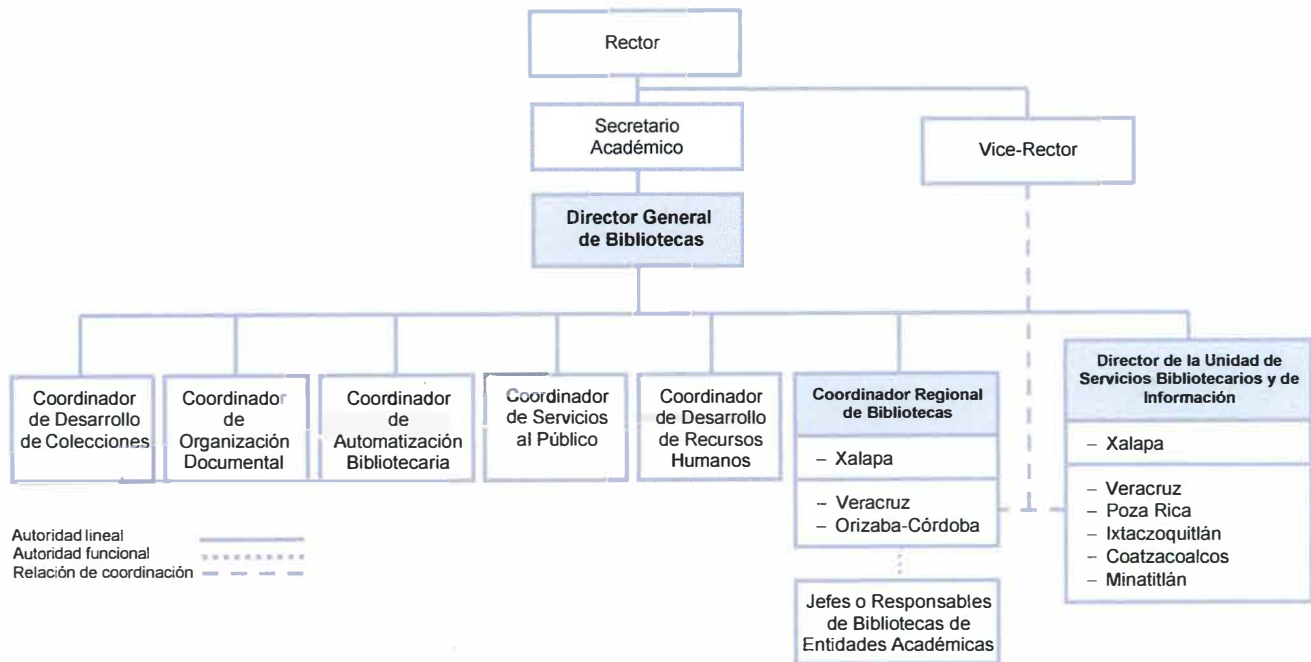 Rector
Secretario
Académico
Vice-Rector
Director General
de Bibliotecas
Coordinador
de Desarrollo
de Colecciones
Coordinador
de
Organización
Documental
Coordinador
de
Automatización
Bibliotecaria
Coordinador
de Servicios
al Público
Coordinador
de Desarrollo
de Recursos
Humanos
Coordinador Regional
de Bibliotecas
– Xalapa
– Veracruz
– Orizaba-Córdoba
Director de la Unidad de
Servicios Bibliotecarios y de
Información
– Xalapa
– Veracruz
– Poza Rica
– Ixtaczoquitlán
– Coatzacoalcos
– Minatitlán
Jefes o Responsables
de Bibliotecas de
Entidades Académicas
Autoridad lineal
Autoridad funcional
Relación de coordinación